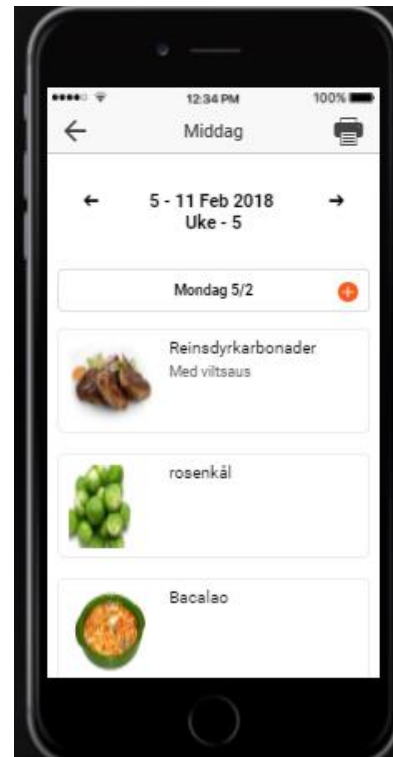 12:34 PM
100%
Middag
5 - 11 Feb 2018
Uke - 5
Mondag 5/2
Reinsdyrkarbonader
Med viltsaus
rosenkål
Bacalao